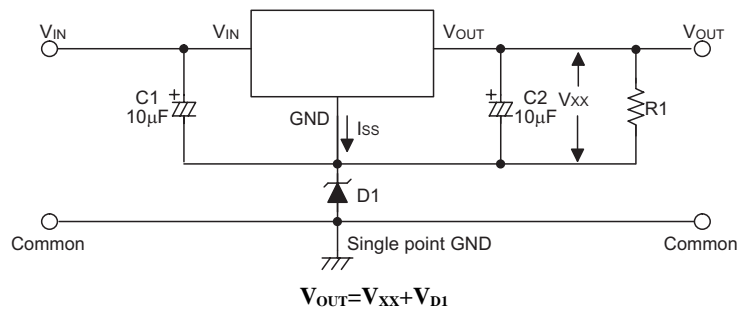 VIN
VIN
VOUT
VOUT
C1
10μF
GND
ISS
C2
10μF
VXX
R1
D1
Common
Single point GND
Common
VOUT=VXX+VD1